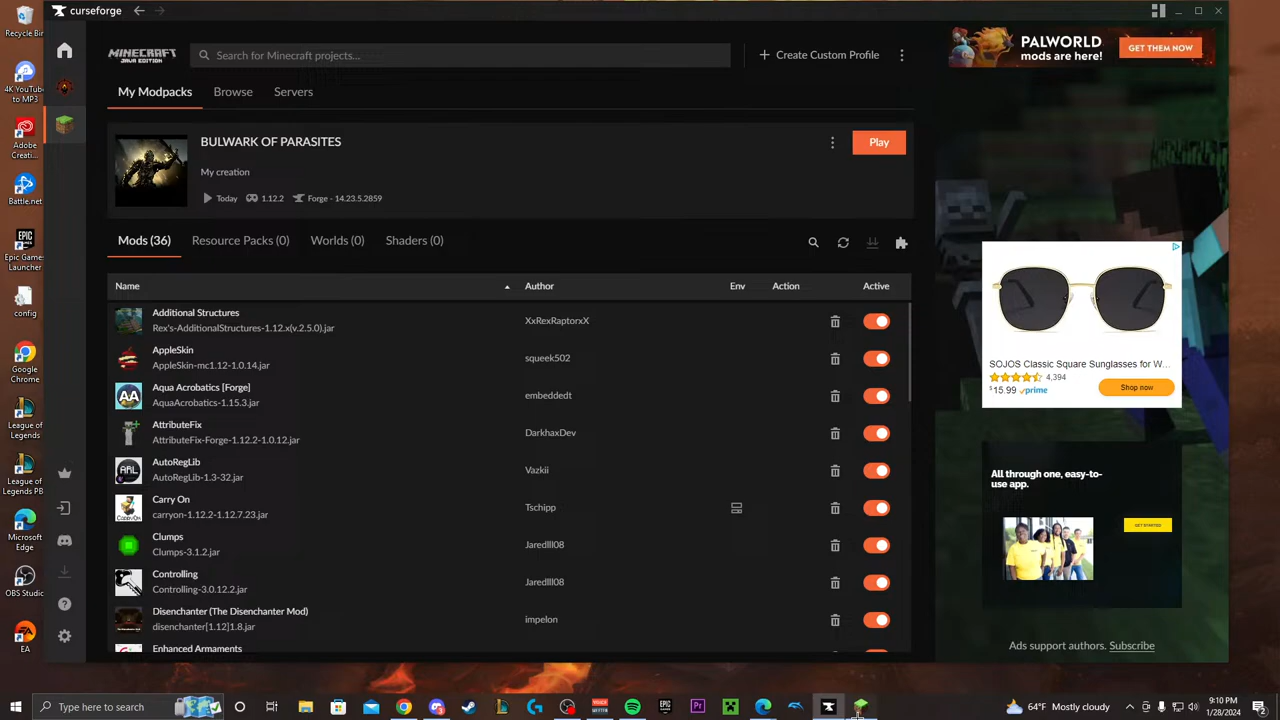 Recycle Bin
4K YouTube
to MP3
Adobe
Creati...
Battle.net
Epic Games
Launcher
config
Google
Chrome
League of
Legends
League of
Legends PBE
Microsoft
Edge
OBS Studio
EA
curseforge
MINECRAFT
JAVA EDITION
Search for Minecraft projects...
Create Custom Profile
My Modpacks
Browse
Servers
BULWARK OF PARASITES
My creation
Today
1.12.2
Forge - 14.23.5.2859
Play
Mods (36)
Resource Packs (0)
Worlds (0)
Shaders (0)
Name
Author
Env
Action
Active
Additional Structures
Rex's-AdditionalStructures-1.12.x(v.2.5.0).jar
XxRexRaptorxX
AppleSkin
AppleSkin-mc1.12-1.0.14.jar
squeek502
Aqua Acrobatics [Forge]
AquaAcrobatics-1.15.3.jar
embeddedt
AttributeFix
AttributeFix-Forge-1.12.2-1.0.12.jar
DarkhaxDev
AutoRegLib
AutoRegLib-1.3-32.jar
Vazkii
Carry On
carryon-1.12.2-1.12.7.23.jar
Tschipp
Clumps
Clumps-3.1.2.jar
Jaredlll08
Controlling
Controlling-3.0.12.2.jar
Jaredlll08
Disenchanter (The Disenchanter Mod)
disenchanter[1.12]1.8.jar
impelon
Enhanced Armaments
PALWORLD
mods are here!
GET THEM NOW
SOJOS Classic Square Sunglasses for W...
4,394
$15.99 prime
Shop now
All through one, easy-to-
use app.
GET STARTED
Ads support authors. Subscribe
Type here to search
64°F Mostly cloudy
9:10 PM
1/28/2024